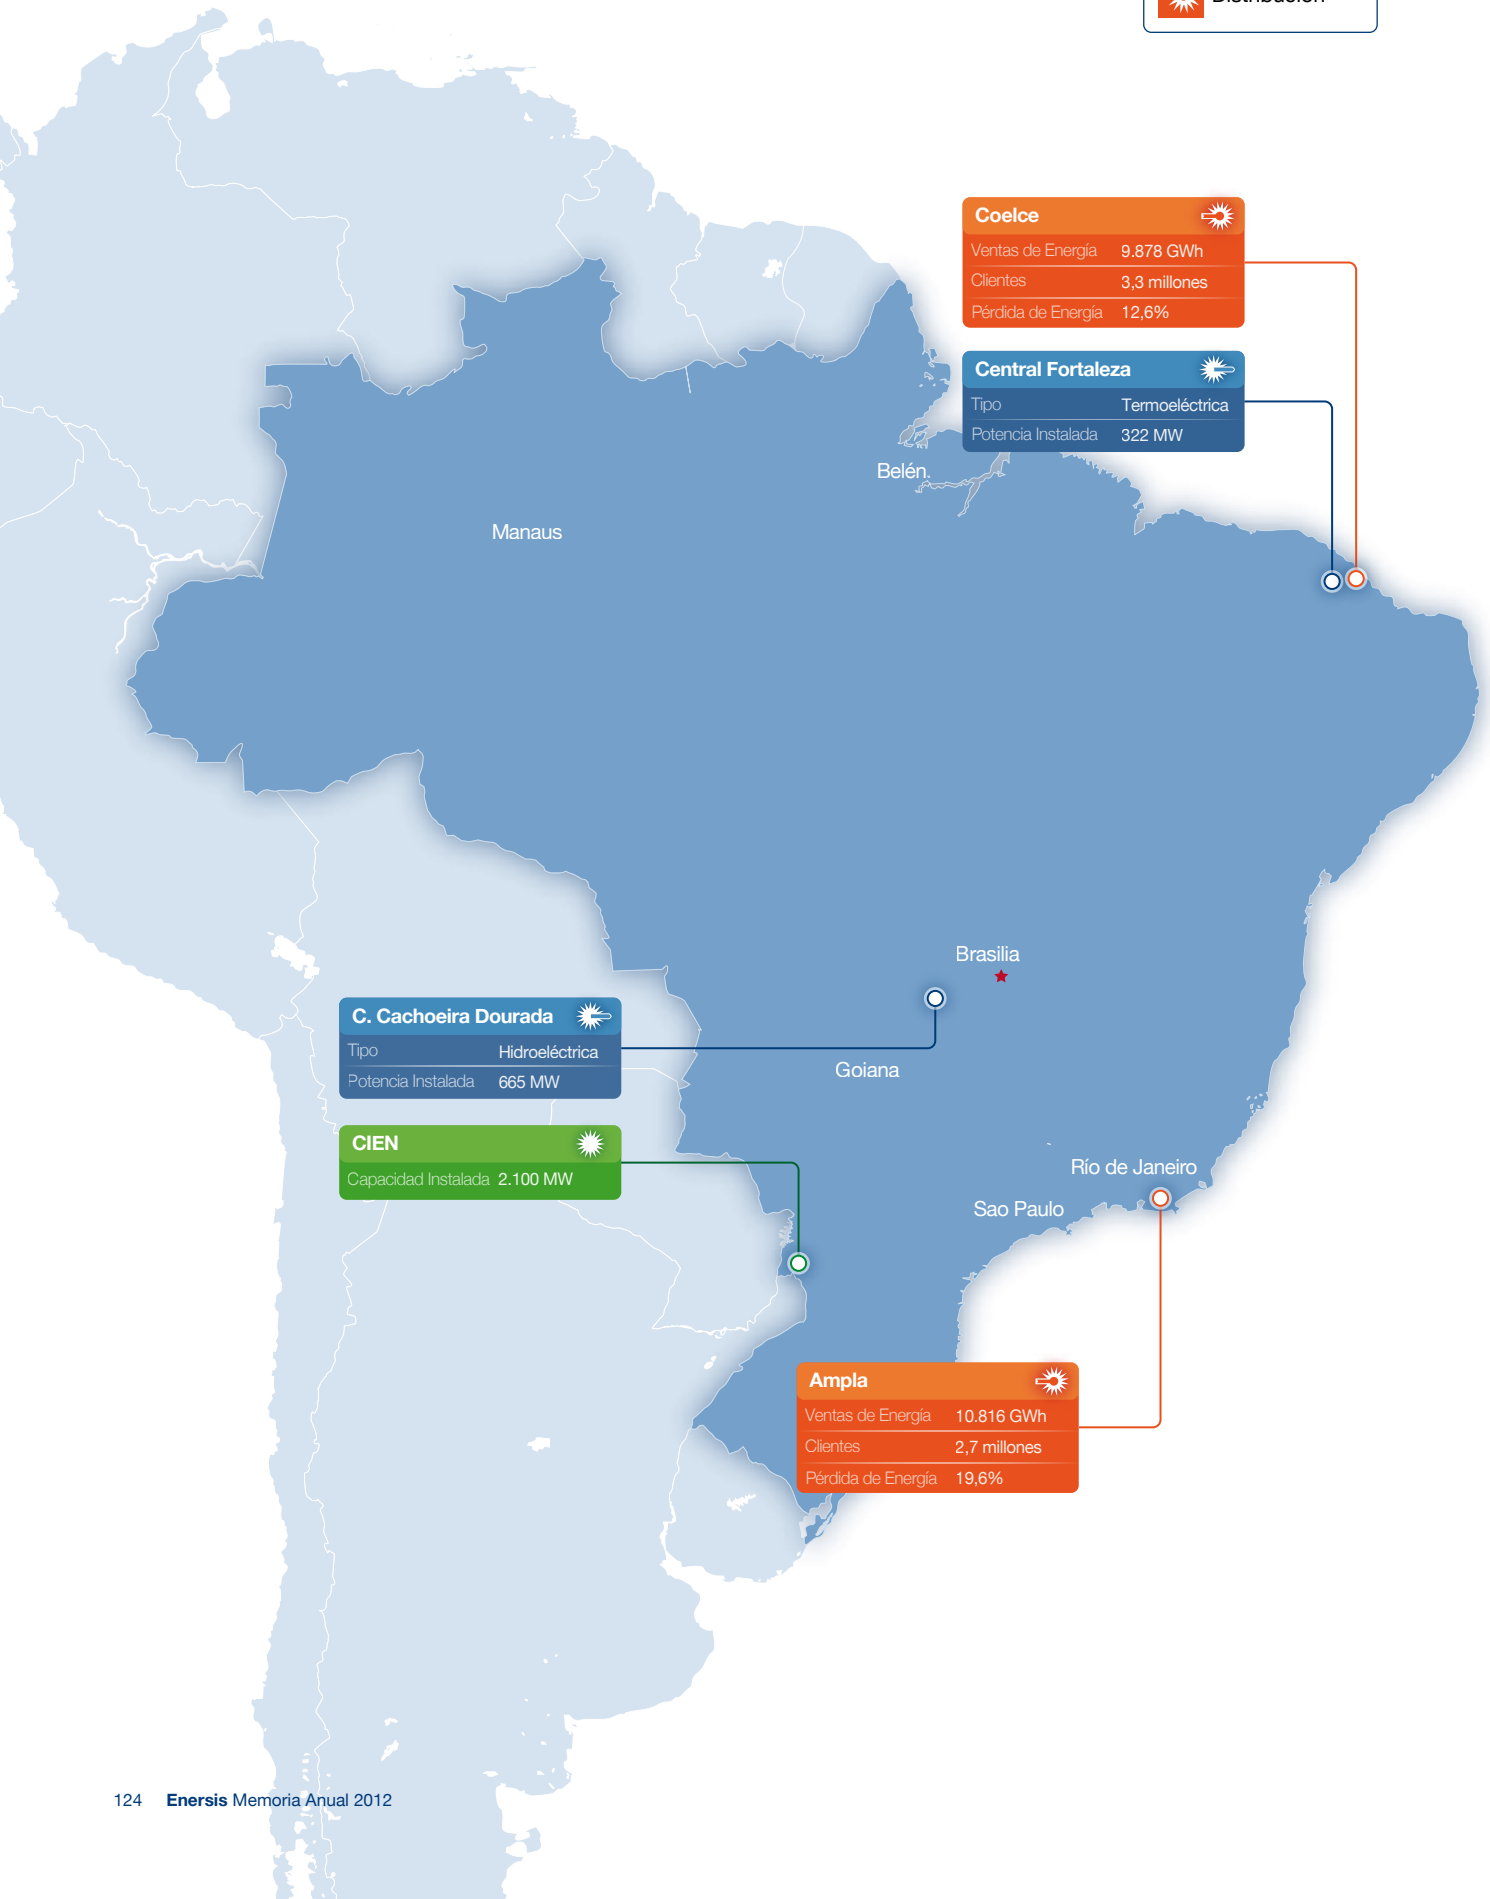 Distribución
Coelce
Ventas de Energía 9.878 GWh
Clientes 3,3 millones
Pérdida de Energía 12,6%
Central Fortaleza
Tipo Termoeléctrica
Potencia Instalada 322 MW
Belén.
Manaus
Brasilia
C. Cachoeira Dourada
Tipo Hidroeléctrica
Potencia Instalada 665 MW
Goiana
CIEN
Capacidad Instalada 2.100 MW
Río de Janeiro
Sao Paulo
Ampla
Ventas de Energía 10.816 GWh
Clientes 2,7 millones
Pérdida de Energía 19,6%
124 Enersis Memoria Anual 2012